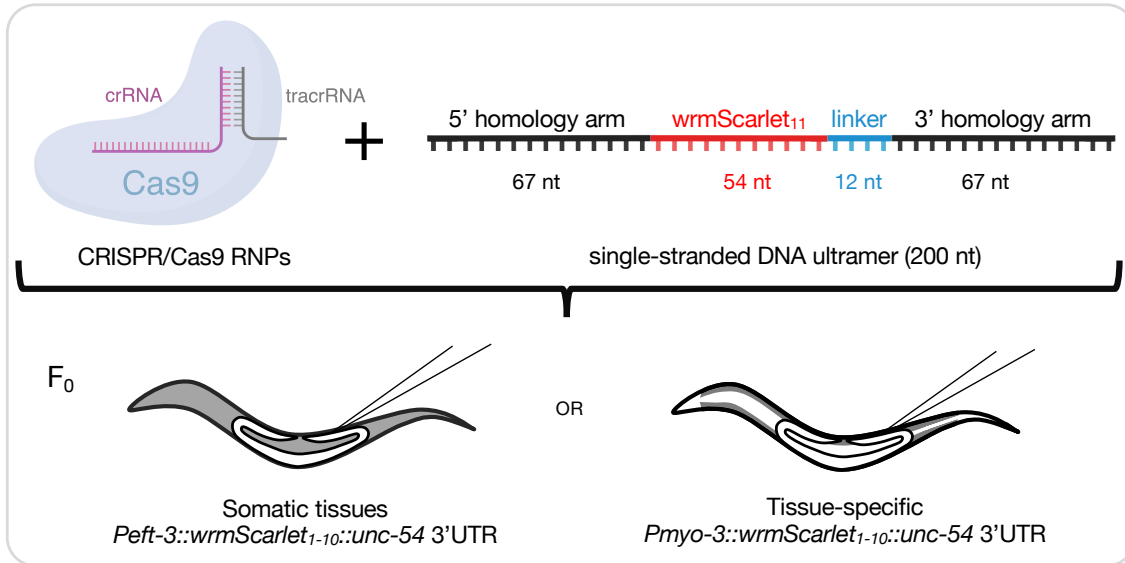 crRNA
tracrRNA
Cas9
+
5’ homology arm wrmScarlet₁₁ linker 3’ homology arm
67 nt 54 nt 12 nt 67 nt
CRISPR/Cas9 RNPs
single-stranded DNA ultramer (200 nt)
F₀
OR
Somatic tissues
Peft-3::wrmScarlet₁₋₁₀::unc-54 3’UTR
Tissue-specific
Pmyo-3::wrmScarlet₁₋₁₀::unc-54 3’UTR